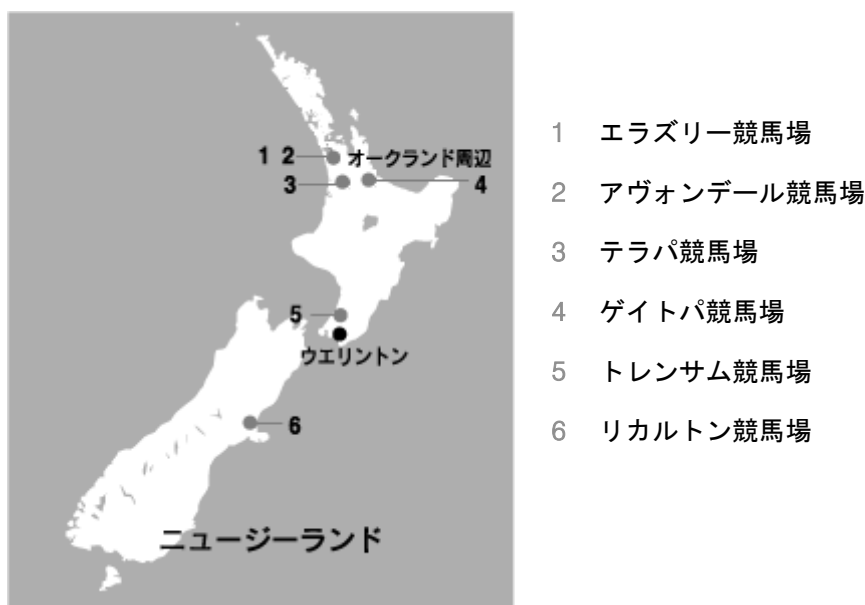 1 2 オークランド周辺
3 4
5
ウエリントン
6
ニュージーランド
1 エラズリー競馬場
2 アヴォンデール競馬場
3 テラパ競馬場
4 ゲイトパ競馬場
5 トレンサム競馬場
6 リカルトン競馬場